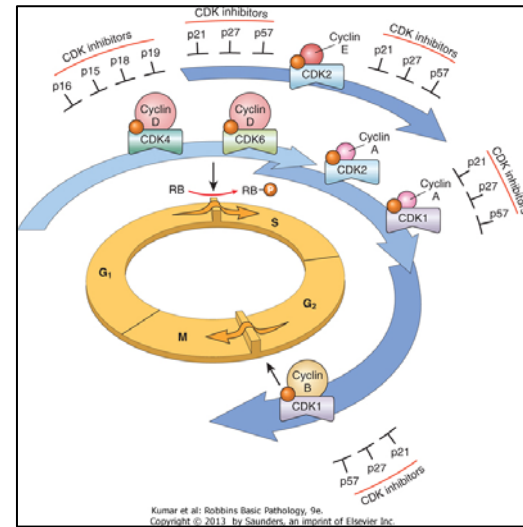 CDK inhibitors
p16
p15
p18
p19
CDK inhibitors
p21
p27
p57
Cyclin
E
CDK2
CDK inhibitors
p21
p27
p57
Cyclin
D
CDK4
Cyclin
D
CDK6
Cyclin
A
CDK2
Cyclin
A
CDK1
CDK inhibitors
p21
p27
p57
RB
RB
P
S
G1
G2
M
Cyclin
B
CDK1
p57
p27
p21
CDK inhibitors
Kumar et al: Robbins Basic Pathology, 9e.
Copyright © 2013 by Saunders, an imprint of Elsevier Inc.